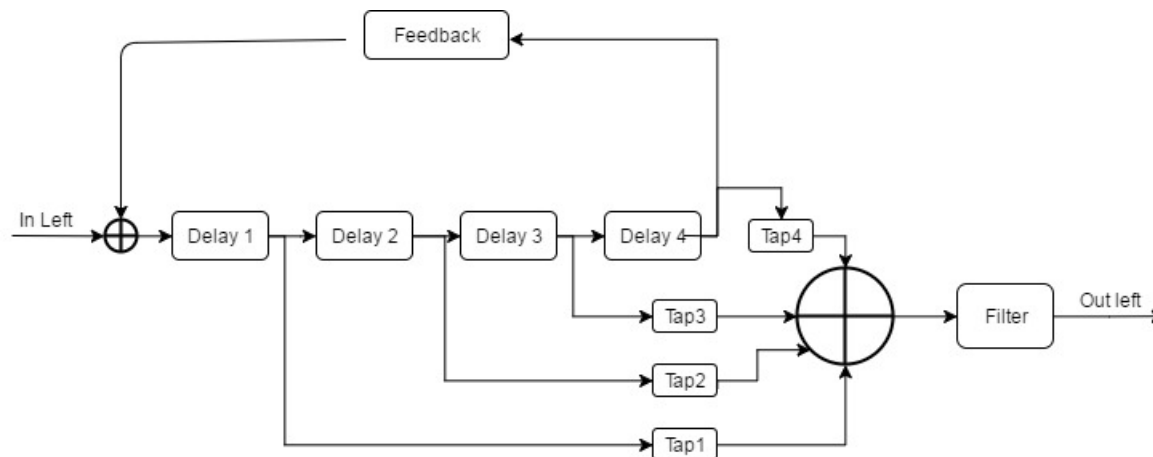 Feedback
In Left
Delay 1
Delay 2
Delay 3
Delay 4
Tap4
Tap3
Out left
Filter
Tap2
Tap1